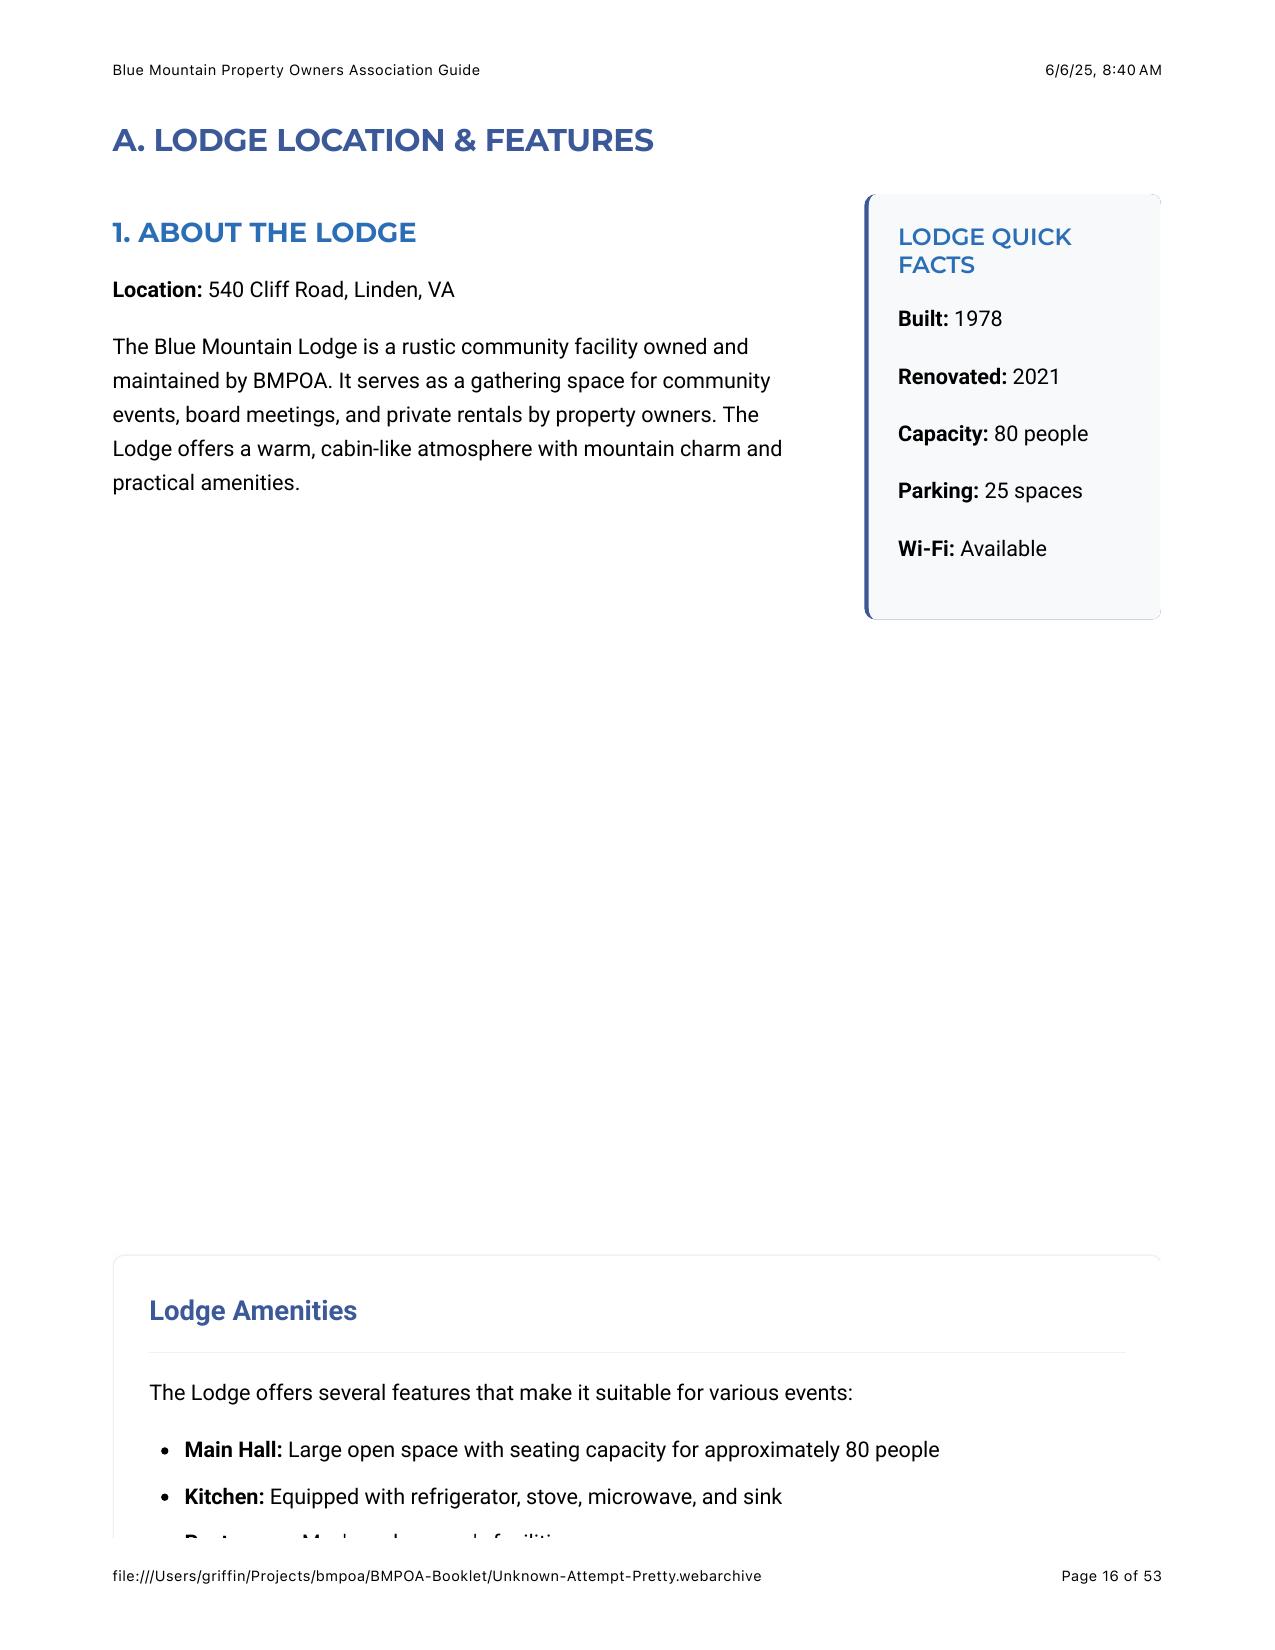 Blue Mountain Property Owners Association Guide
6/6/25, 8:40 AM
A. LODGE LOCATION & FEATURES
1. ABOUT THE LODGE
Location: 540 Cliff Road, Linden, VA
The Blue Mountain Lodge is a rustic community facility owned and
maintained by BMPOA. It serves as a gathering space for community
events, board meetings, and private rentals by property owners. The
Lodge offers a warm, cabin-like atmosphere with mountain charm and
practical amenities.
LODGE QUICK
FACTS
Built: 1978
Renovated: 2021
Capacity: 80 people
Parking: 25 spaces
Wi-Fi: Available
Lodge Amenities
The Lodge offers several features that make it suitable for various events:
• Main Hall: Large open space with seating capacity for approximately 80 people
• Kitchen: Equipped with refrigerator, stove, microwave, and sink
file:///Users/griffin/Projects/bmpoa/BMPOA-Booklet/Unknown-Attempt-Pretty.webarchive
Page 16 of 53